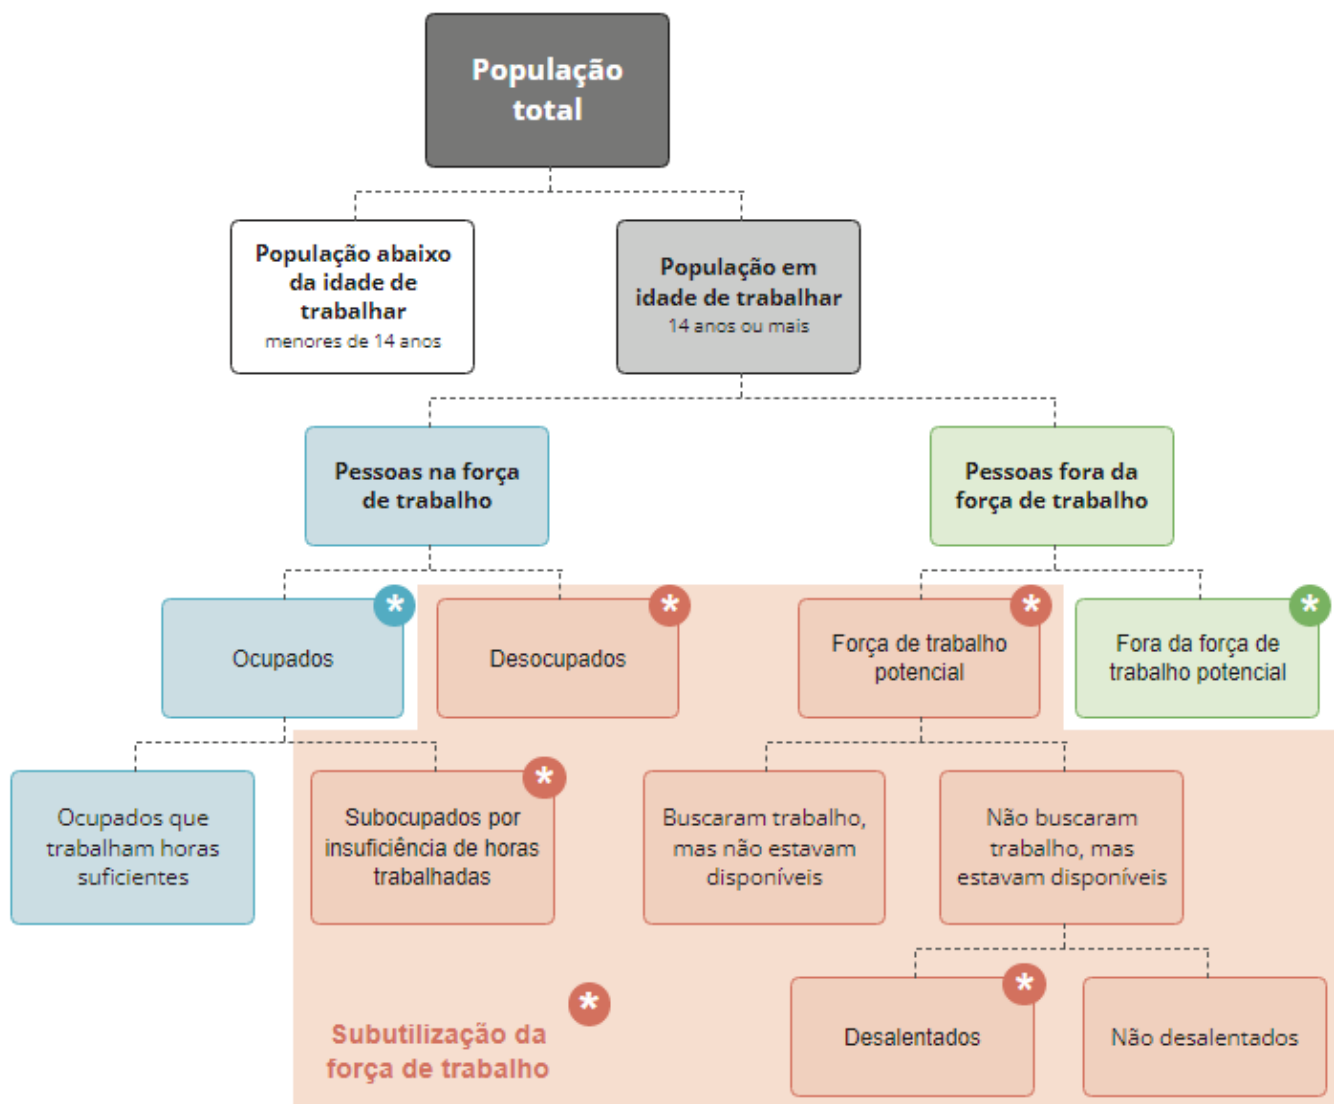 População
total
População abaixo
da idade de
trabalhar
menores de 14 anos
População em
idade de trabalhar
14 anos ou mais
Pessoas na força
de trabalho
Pessoas fora da
força de trabalho
*
Ocupados
*
Desocupados
*
Força de trabalho
potencial
*
Fora da força de
trabalho potencial
Ocupados que
trabalham horas
suficientes
*
Subocupados por
insuficiência de horas
trabalhadas
Buscaram trabalho,
mas não estavam
disponíveis
Não buscaram
trabalho, mas
estavam disponíveis
*
Subutilização da
força de trabalho
*
Desalentados
Não desalentados